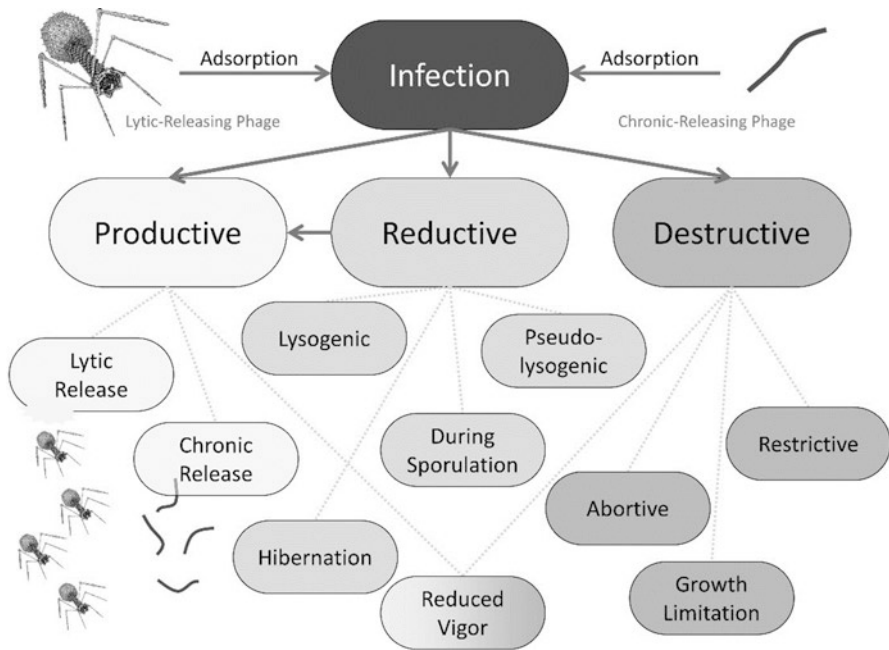 Adsorption
Infection
Adsorption
Lytic-Releasing Phage
Chronic-Releasing Phage
Productive
Reductive
Destructive
Lysogenic
Pseudo-
lysogenic
Lytic
Release
Chronic
Release
During
Sporulation
Restrictive
Abortive
Hibernation
Reduced
Vigor
Growth
Limitation